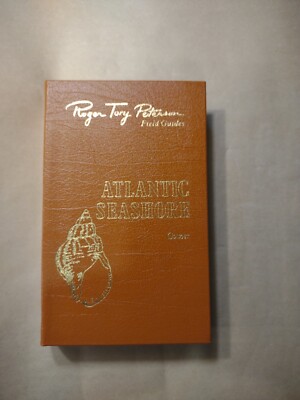 Roger Tory Peterson
Field Guides
ATLANTIC
SEASHORE
Gosner